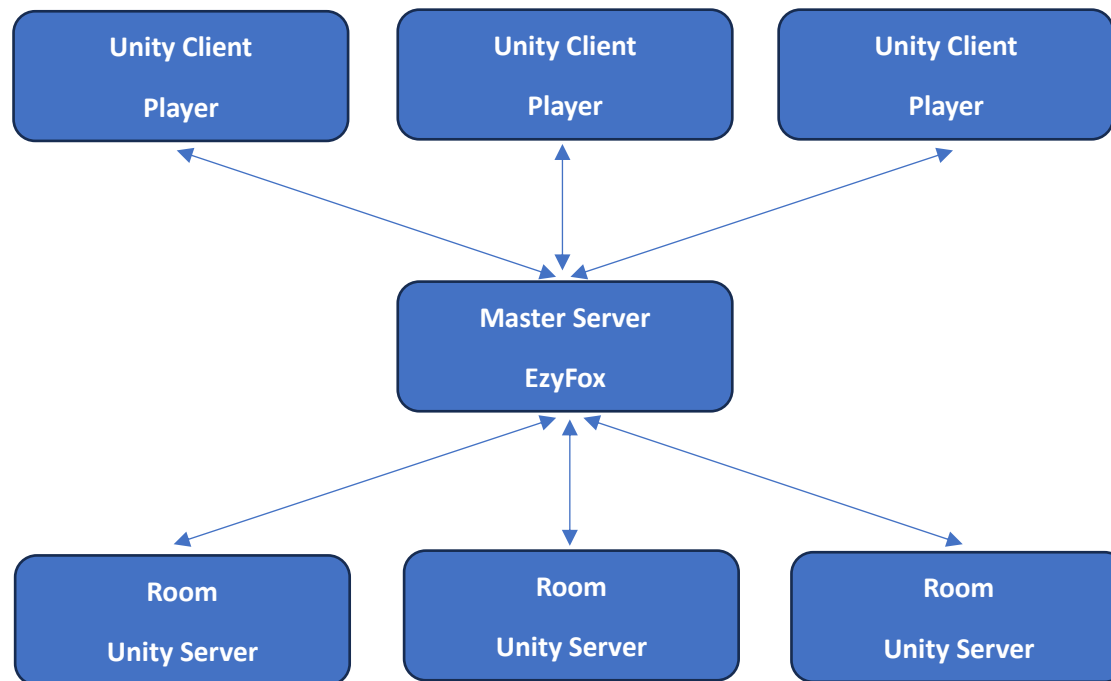 Unity Client
Player
Unity Client
Player
Unity Client
Player
Master Server
EzyFox
Room
Unity Server
Room
Unity Server
Room
Unity Server